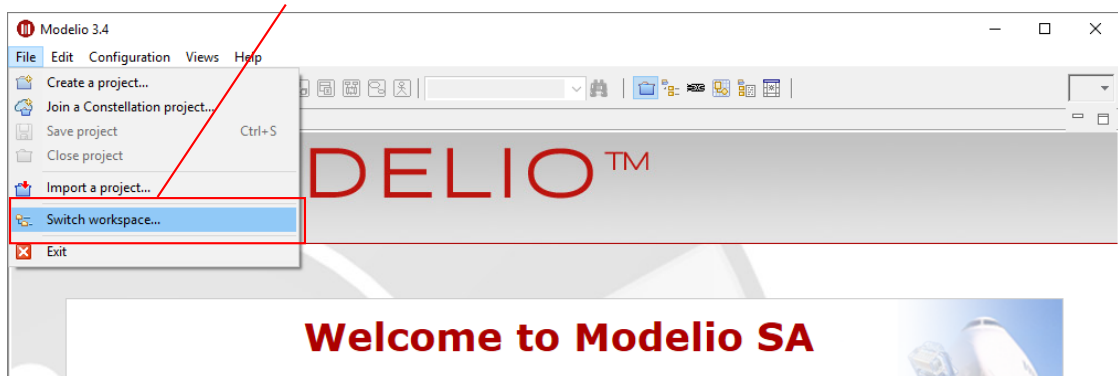 Modelio 3.4
File Edit Configuration Views Help
Create a project...
Join a Constellation project...
Save project Ctrl+S
Close project
Import a project...
Switch workspace...
Exit
DELIO™
Welcome to Modelio SA